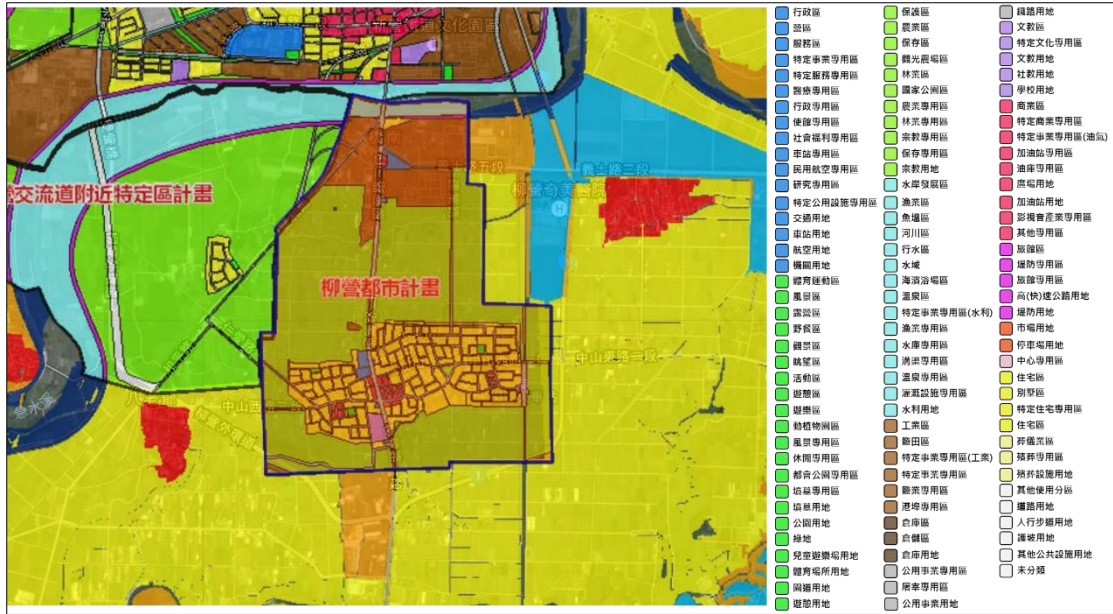 鐵道文化園區
營交流道附近特定區計畫
義士路五段
義士路二段
柳營奇美醫院
H
柳營都市計畫
中山東路一段
中山西路
急水溪
行政區
營區
服務區
特定事業專用區
特定服務專用區
醫療專用區
行政專用區
使館專用區
社會福利專用區
車站專用區
民用航空專用區
研究專用區
特定公用設施專用區
交通用地
車站用地
航空用地
機關用地
體育運動區
風景區
露營區
野餐區
觀景區
眺望區
活動區
遊憩區
遊樂區
動植物園區
風景專用區
休閒專用區
都會公園專用區
墳墓專用區
墳墓用地
公園用地
綠地
兒童遊樂場用地
體育場所用地
園道用地
遊憩用地
保護區
農業區
保存區
觀光農場區
林業區
國家公園區
農業專用區
林業專用區
宗教專用區
保存專用區
宗教用地
水岸發展區
漁業區
魚塭區
河川區
行水區
水域
海濱浴場區
溫泉區
特定事業專用區(水利)
漁業專用區
水庫專用區
溝渠專用區
溫泉專用區
灌溉設施專用區
水利用地
工業區
鹽田區
特定事業專用區(工業)
特定事業專用區
鹽業專用區
港埠專用區
倉庫區
倉儲區
倉庫用地
公用事業專用區
屠宰專用區
公用事業用地
鐵路用地
文教區
特定文化專用區
文教用地
社教用地
學校用地
商業區
特定商業專用區
特定事業專用區(油氣)
加油站專用區
油庫專用區
廣場用地
加油站用地
影視音產業專用區
其他專用區
旅館區
堤防專用區
旅館專用區
高(快)速公路用地
堤防用地
市場用地
停車場用地
中心專用區
住宅區
別墅區
特定住宅專用區
住宅區
葬儀業區
殯葬專用區
殯葬設施用地
其他使用分區
道路用地
人行步道用地
護坡用地
其他公共設施用地
未分類